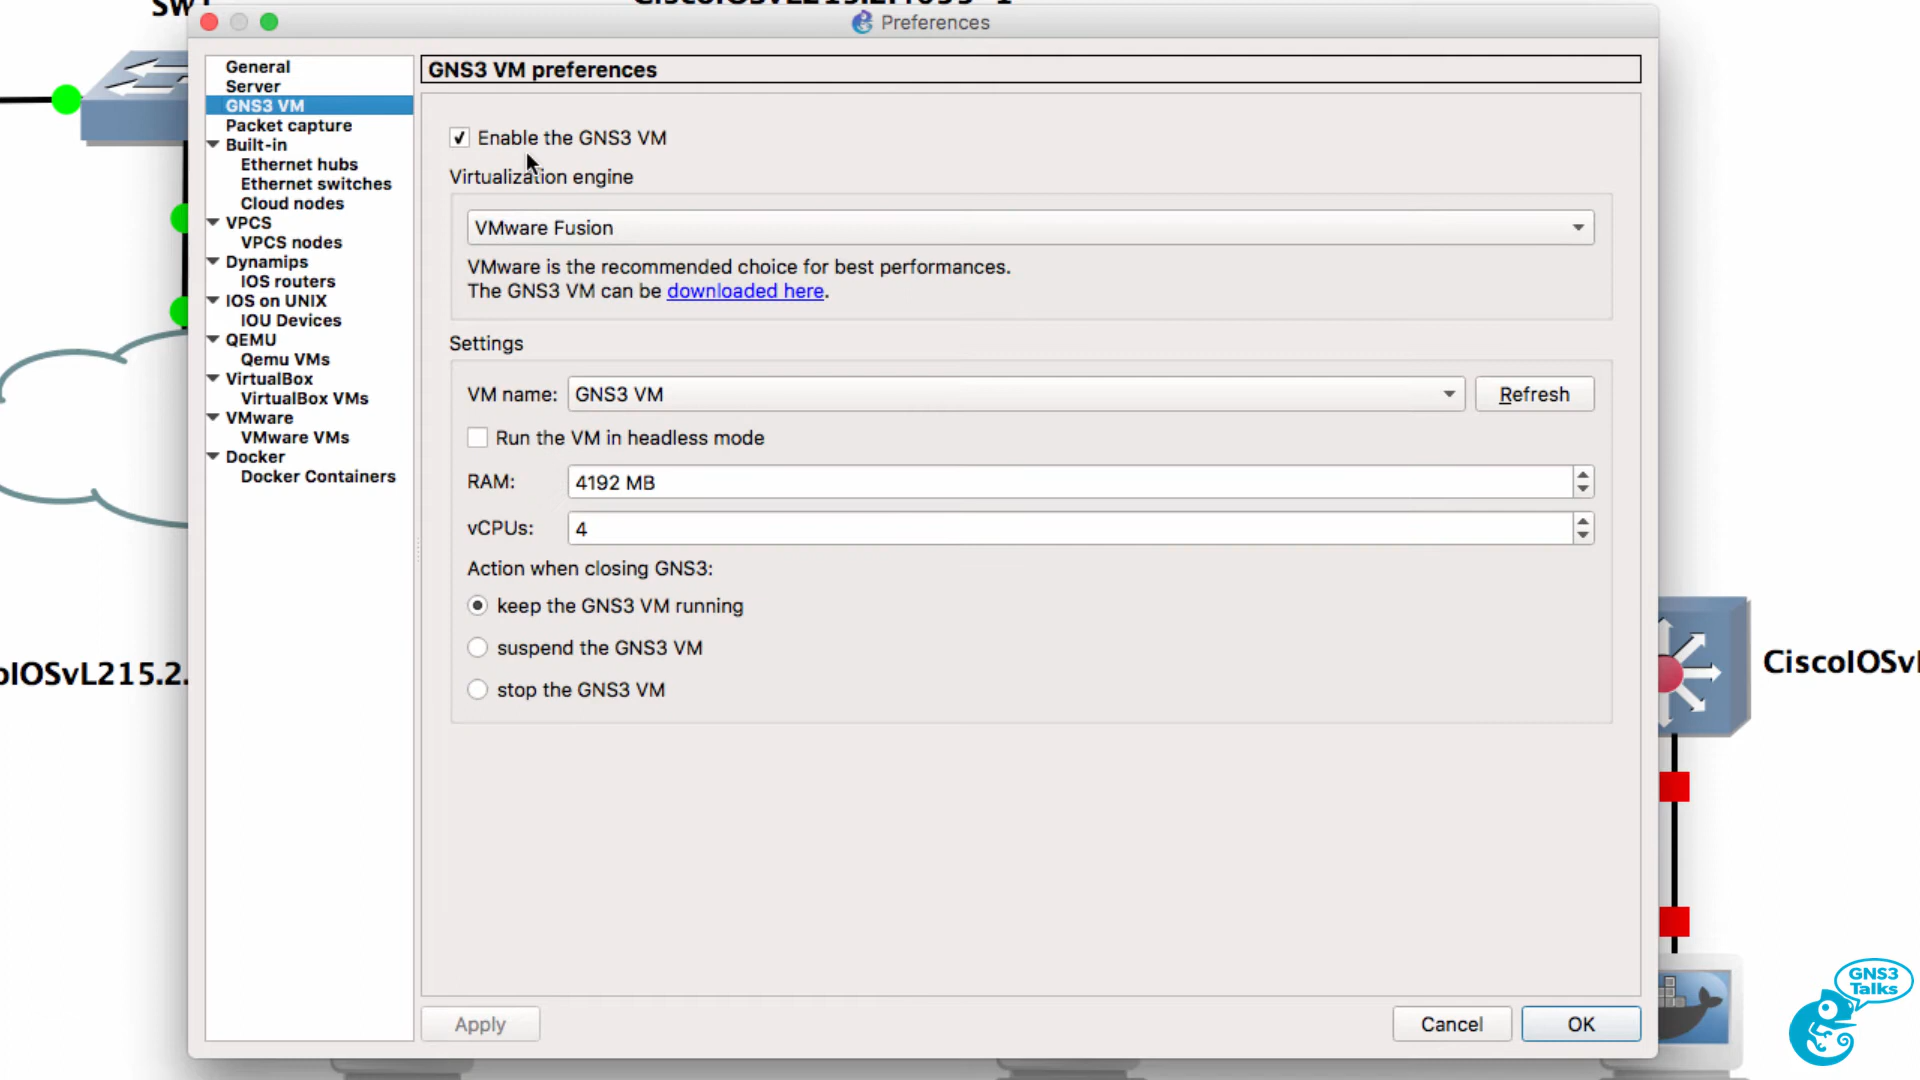 Preferences
General
Server
GNS3 VM
Packet capture
Built-in
Ethernet hubs
Ethernet switches
Cloud nodes
VPCS
VPCS nodes
Dynamips
IOS routers
IOS on UNIX
IOU Devices
QEMU
Qemu VMs
VirtualBox
VirtualBox VMs
VMware
VMware VMs
Docker
Docker Containers
GNS3 VM preferences
Enable the GNS3 VM
Virtualization engine
VMware Fusion
VMware is the recommended choice for best performances.
The GNS3 VM can be downloaded here.
Settings
VM name: GNS3 VM Refresh
Run the VM in headless mode
RAM: 4192 MB
vCPUs: 4
Action when closing GNS3:
keep the GNS3 VM running
suspend the GNS3 VM
stop the GNS3 VM
Apply Cancel OK
oIOSvL215.2.
CiscoIOSv
GNS3
Talks